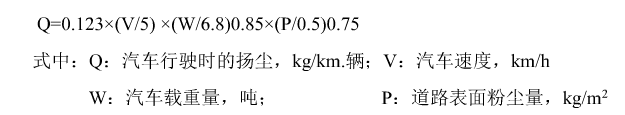 Q=0.123×(V/5) ×(W/6.8)0.85×(P/0.5)0.75
式中：Q：汽车行驶时的扬尘，kg/km.辆；V：汽车速度，km/h
W：汽车载重量，吨； P：道路表面粉尘量，kg/m²